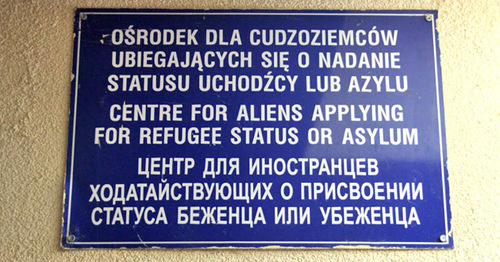 OŚRODEK DLA CUDZOZIEMCÓW
UBIEGAJĄCYCH SIĘ O NADANIE
STATUSU UCHODŹCY LUB AZYLU
CENTRE FOR ALIENS APPLYING
FOR REFUGEE STATUS OR ASYLUM
ЦЕНТР ДЛЯ ИНОСТРАНЦЕВ
ХОДАТАЙСТВУЮЩИХ О ПРИСВОЕНИИ
СТАТУСА БЕЖЕНЦА ИЛИ УБЕЖЕНЦА